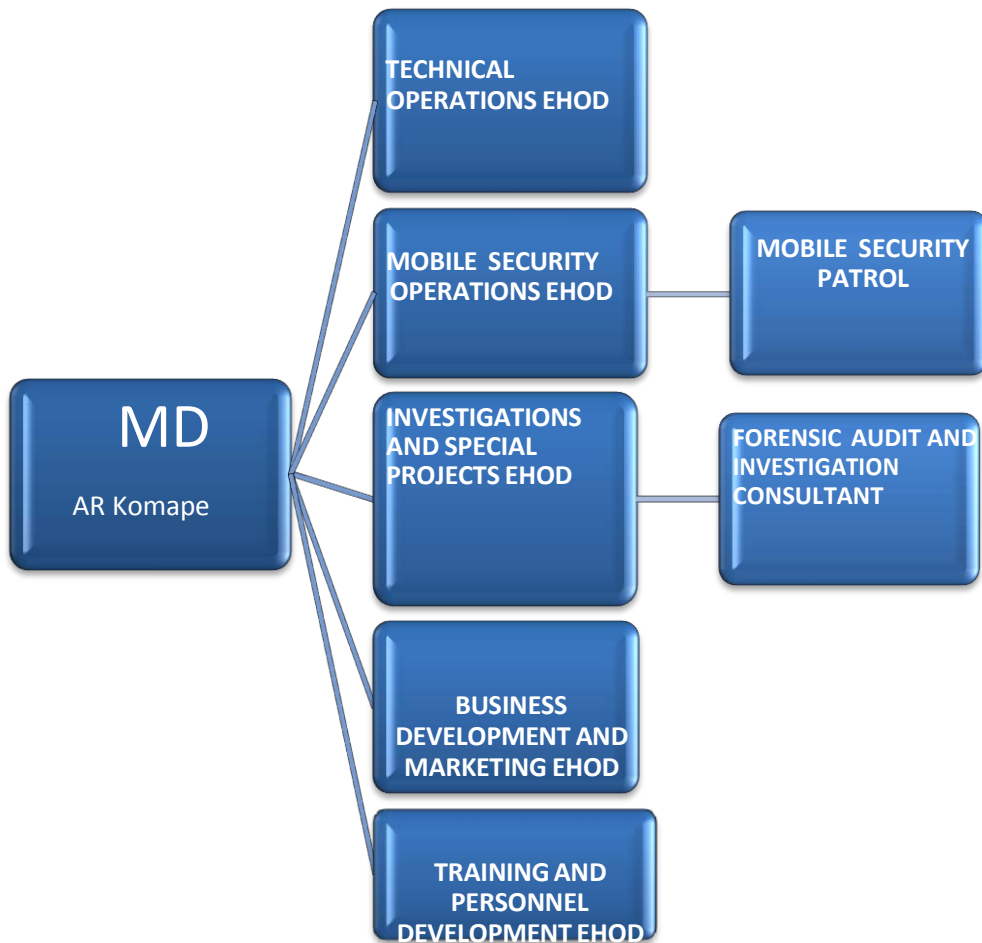 MD
AR Komape
TECHNICAL
OPERATIONS EHOD
MOBILE SECURITY
OPERATIONS EHOD
MOBILE SECURITY
PATROL
INVESTIGATIONS
AND SPECIAL
PROJECTS EHOD
FORENSIC AUDIT AND
INVESTIGATION
CONSULTANT
BUSINESS
DEVELOPMENT AND
MARKETING EHOD
TRAINING AND
PERSONNEL
DEVELOPMENT EHOD